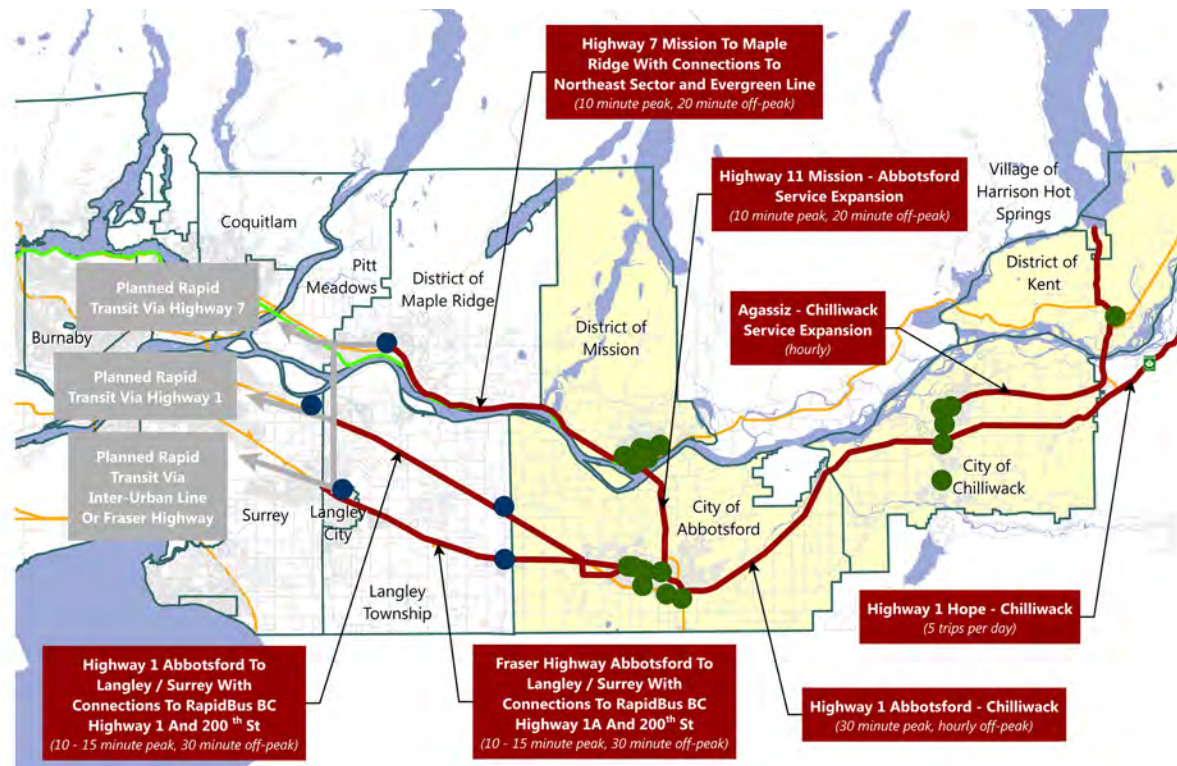 Highway 7 Mission To Maple
Ridge With Connections To
Northeast Sector and Evergreen Line
(10 minute peak, 20 minute off-peak)
Highway 11 Mission - Abbotsford
Service Expansion
(10 minute peak, 20 minute off-peak)
Village of
Harrison Hot
Springs
Coquitlam
Pitt
Meadows
District of
Maple Ridge
District of
Kent
Planned Rapid
Transit Via Highway 7
Burnaby
District of
Mission
Agassiz - Chilliwack
Service Expansion
(hourly)
Planned Rapid
Transit Via Highway 1
Planned Rapid
Transit Via
Inter-Urban Line
Or Fraser Highway
Surrey
Langley
City
City of
Abbotsford
City of
Chilliwack
Langley
Township
Highway 1 Hope - Chilliwack
(5 trips per day)
Highway 1 Abbotsford To
Langley / Surrey With
Connections To RapidBus BC
Highway 1 And 200 th St
(10 - 15 minute peak, 30 minute off-peak)
Fraser Highway Abbotsford To
Langley / Surrey With
Connections To RapidBus BC
Highway 1A And 200th St
(10 - 15 minute peak, 30 minute off-peak)
Highway 1 Abbotsford - Chilliwack
(30 minute peak, hourly off-peak)